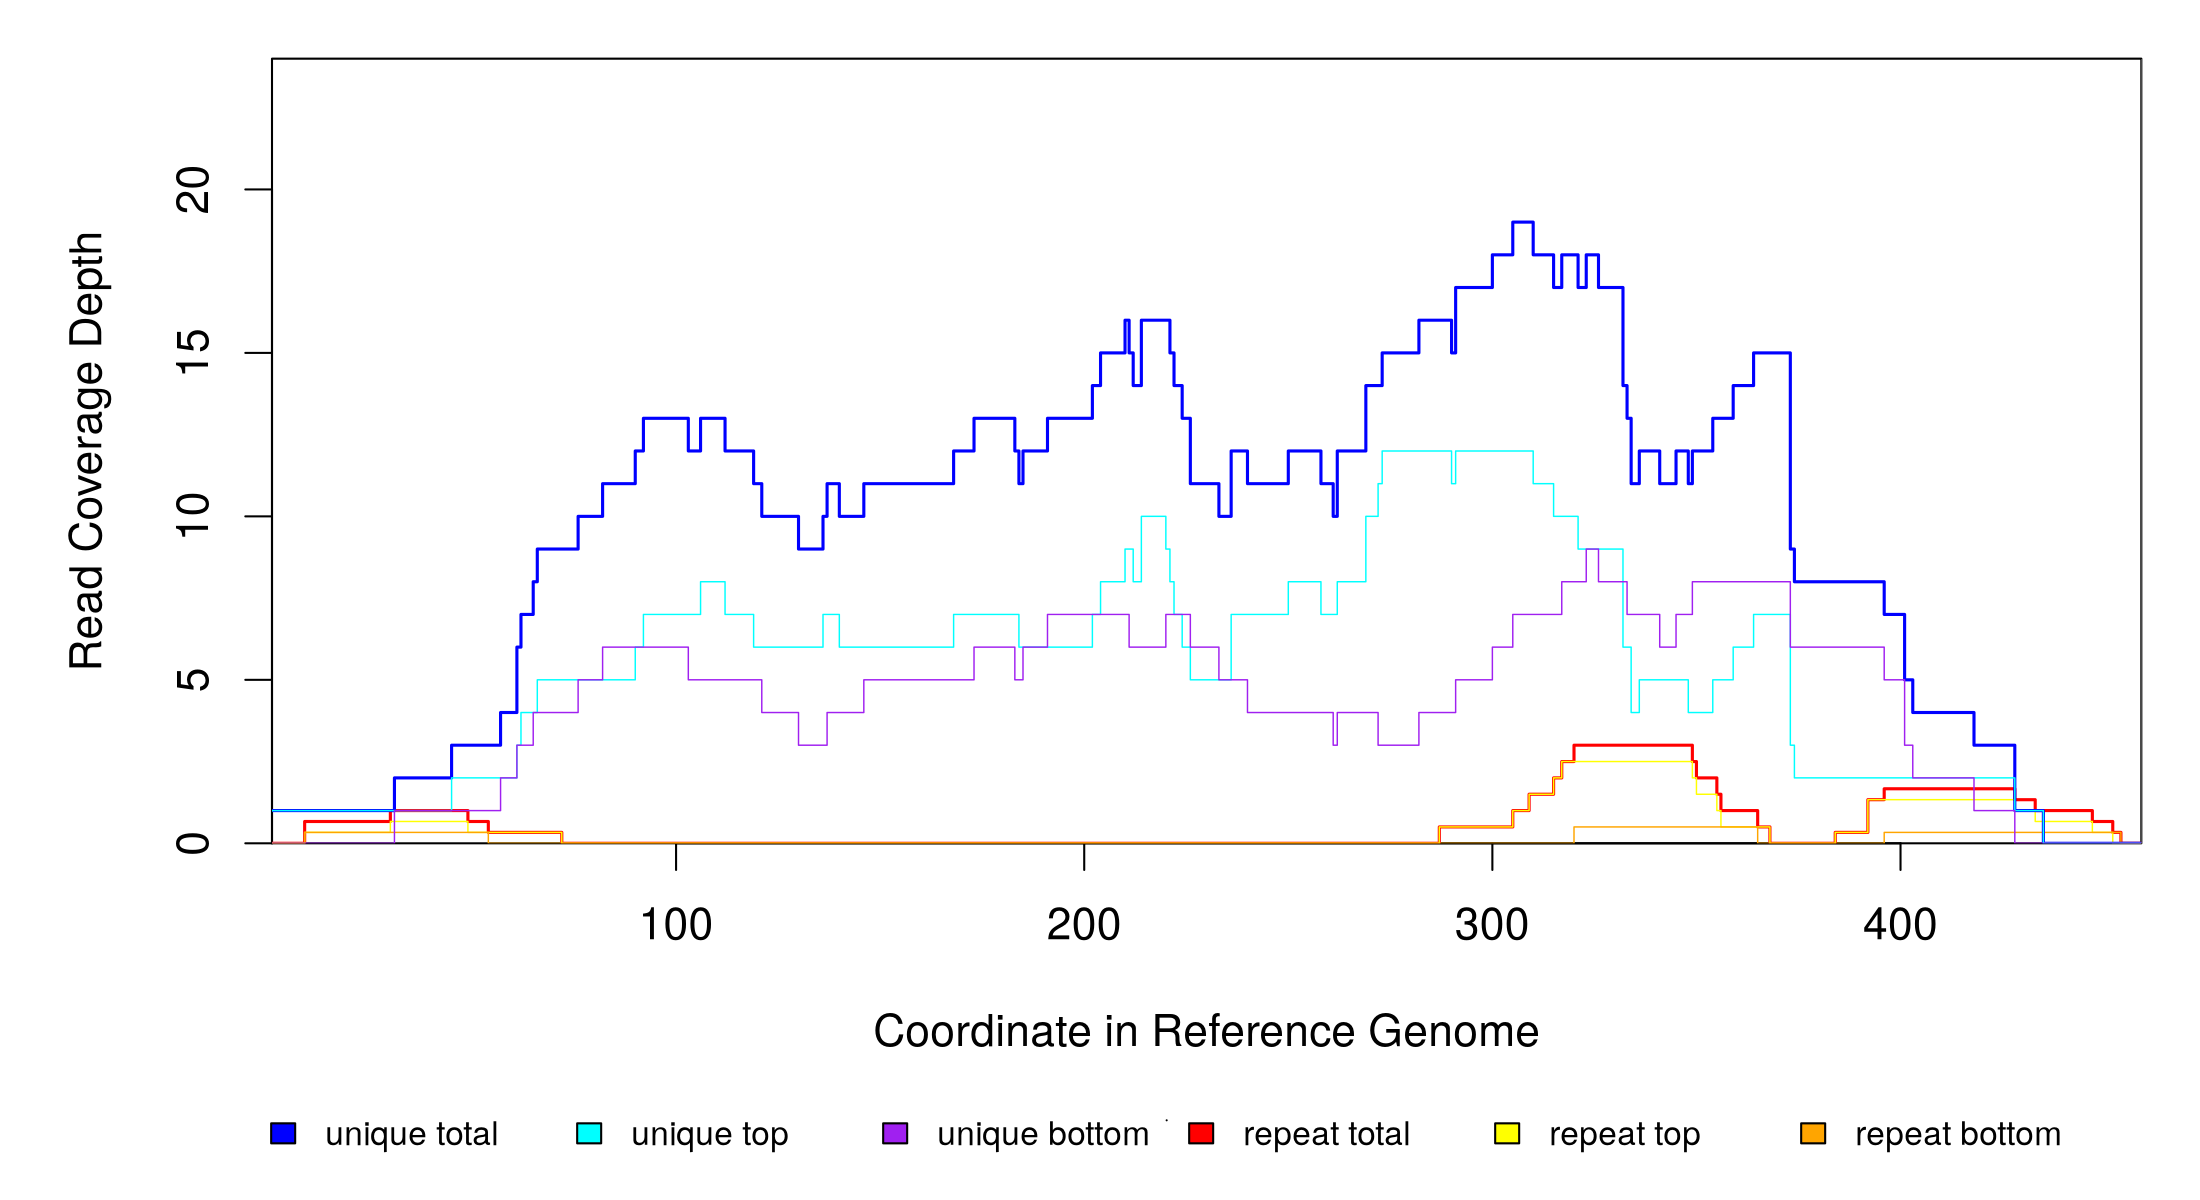 Read Coverage Depth
20
15
10
5
0
100 200 300 400
Coordinate in Reference Genome
unique total unique top unique bottom repeat total repeat top repeat bottom